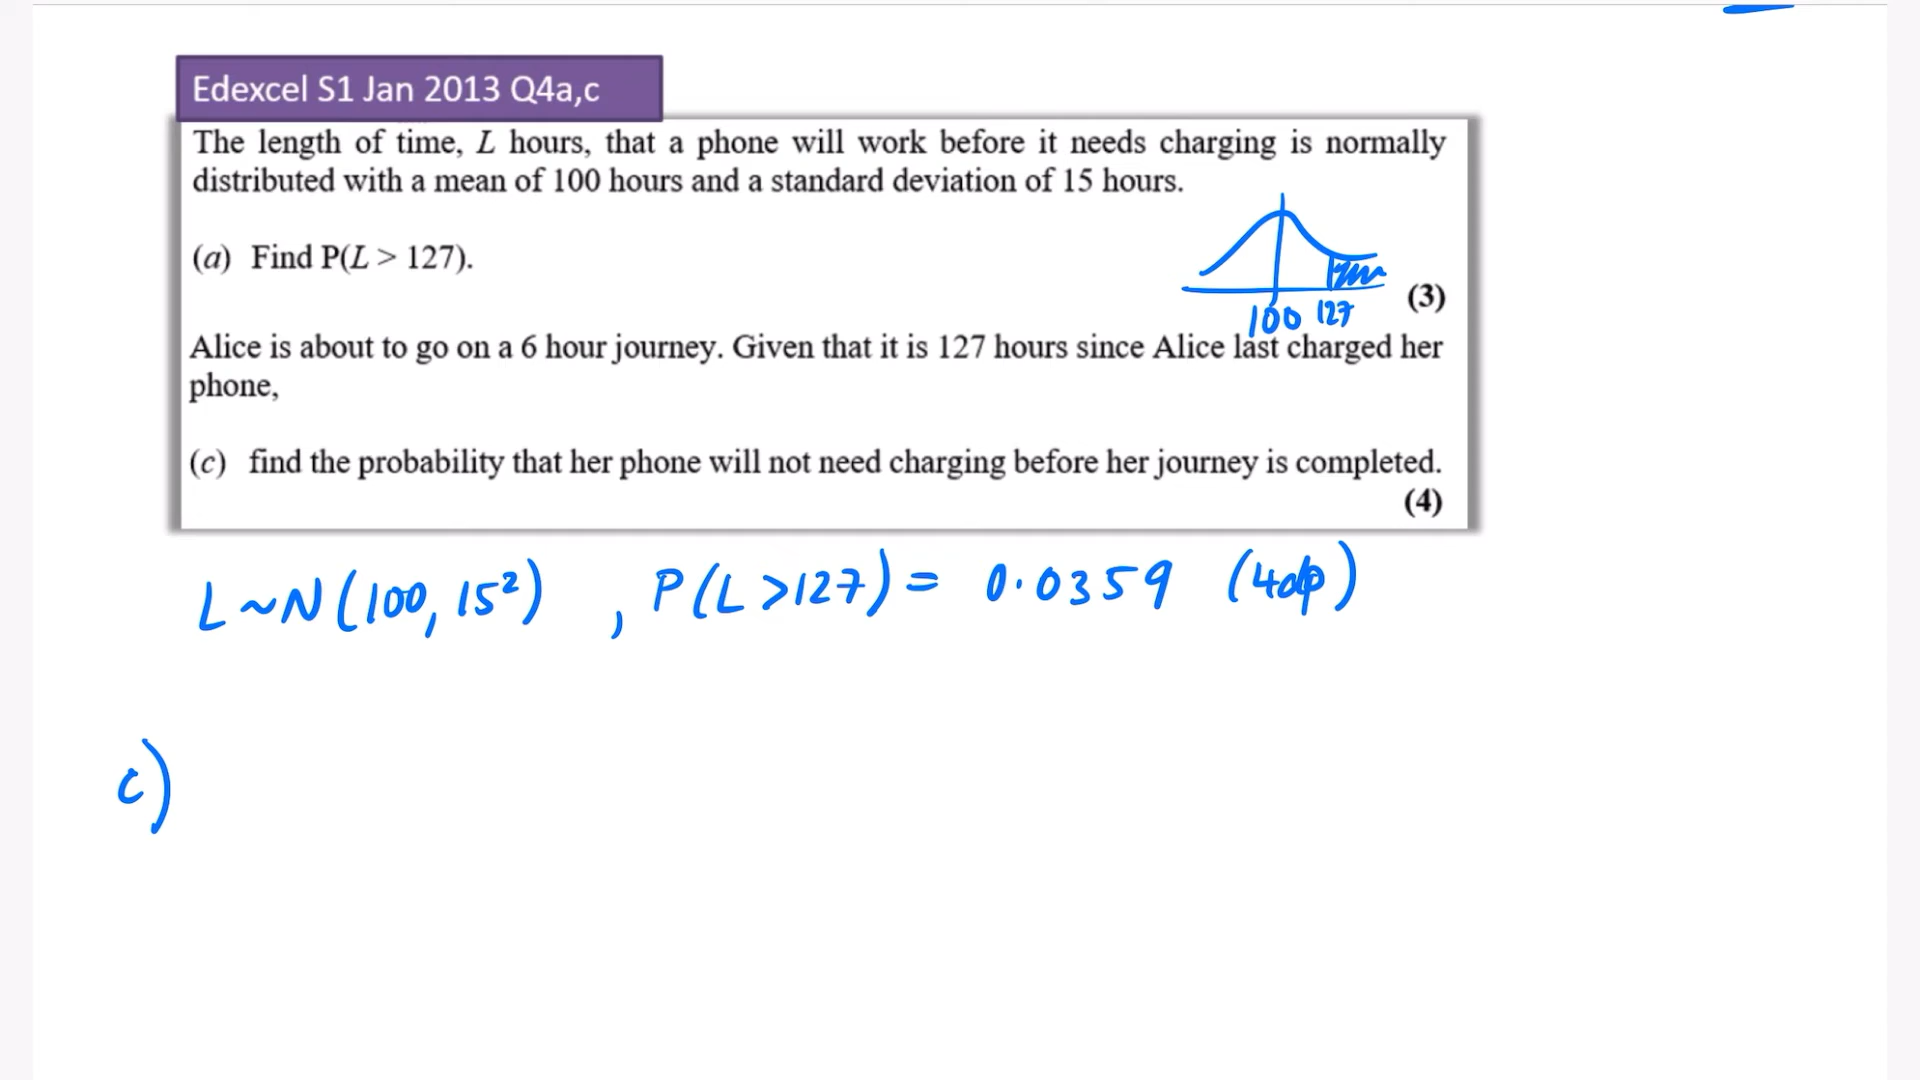 Edexcel S1 Jan 2013 Q4a,c
The length of time, L hours, that a phone will work before it needs charging is normally
distributed with a mean of 100 hours and a standard deviation of 15 hours.
(a) Find P(L > 127).
(3)
100 127
Alice is about to go on a 6 hour journey. Given that it is 127 hours since Alice last charged her
phone,
(c) find the probability that her phone will not need charging before her journey is completed.
(4)
L~N(100, 15²) , P(L>127) = 0.0359 (4dp)
c)